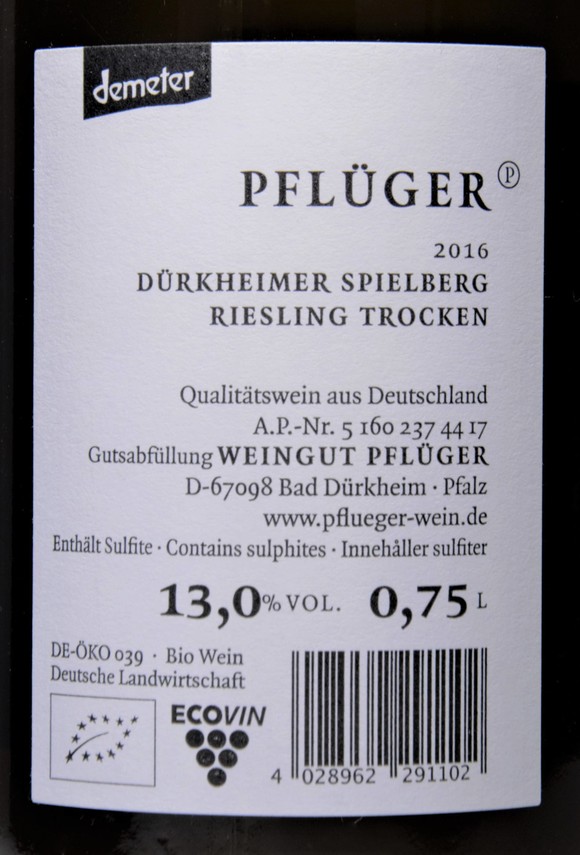 demeter
PFLÜGER Ⓟ
2016
DÜRKHEIMER SPIELBERG
RIESLING TROCKEN
Qualitätswein aus Deutschland
A.P.-Nr. 5 160 237 44 17
Gutsabfüllung WEINGUT PFLÜGER
D-67098 Bad Dürkheim · Pfalz
www.pflueger-wein.de
Enthält Sulfite · Contains sulphites · Innehåller sulfiter
13,0 % VOL. 0,75 L
DE-ÖKO 039 · Bio Wein
Deutsche Landwirtschaft
ECOVIN
4 028962 291102